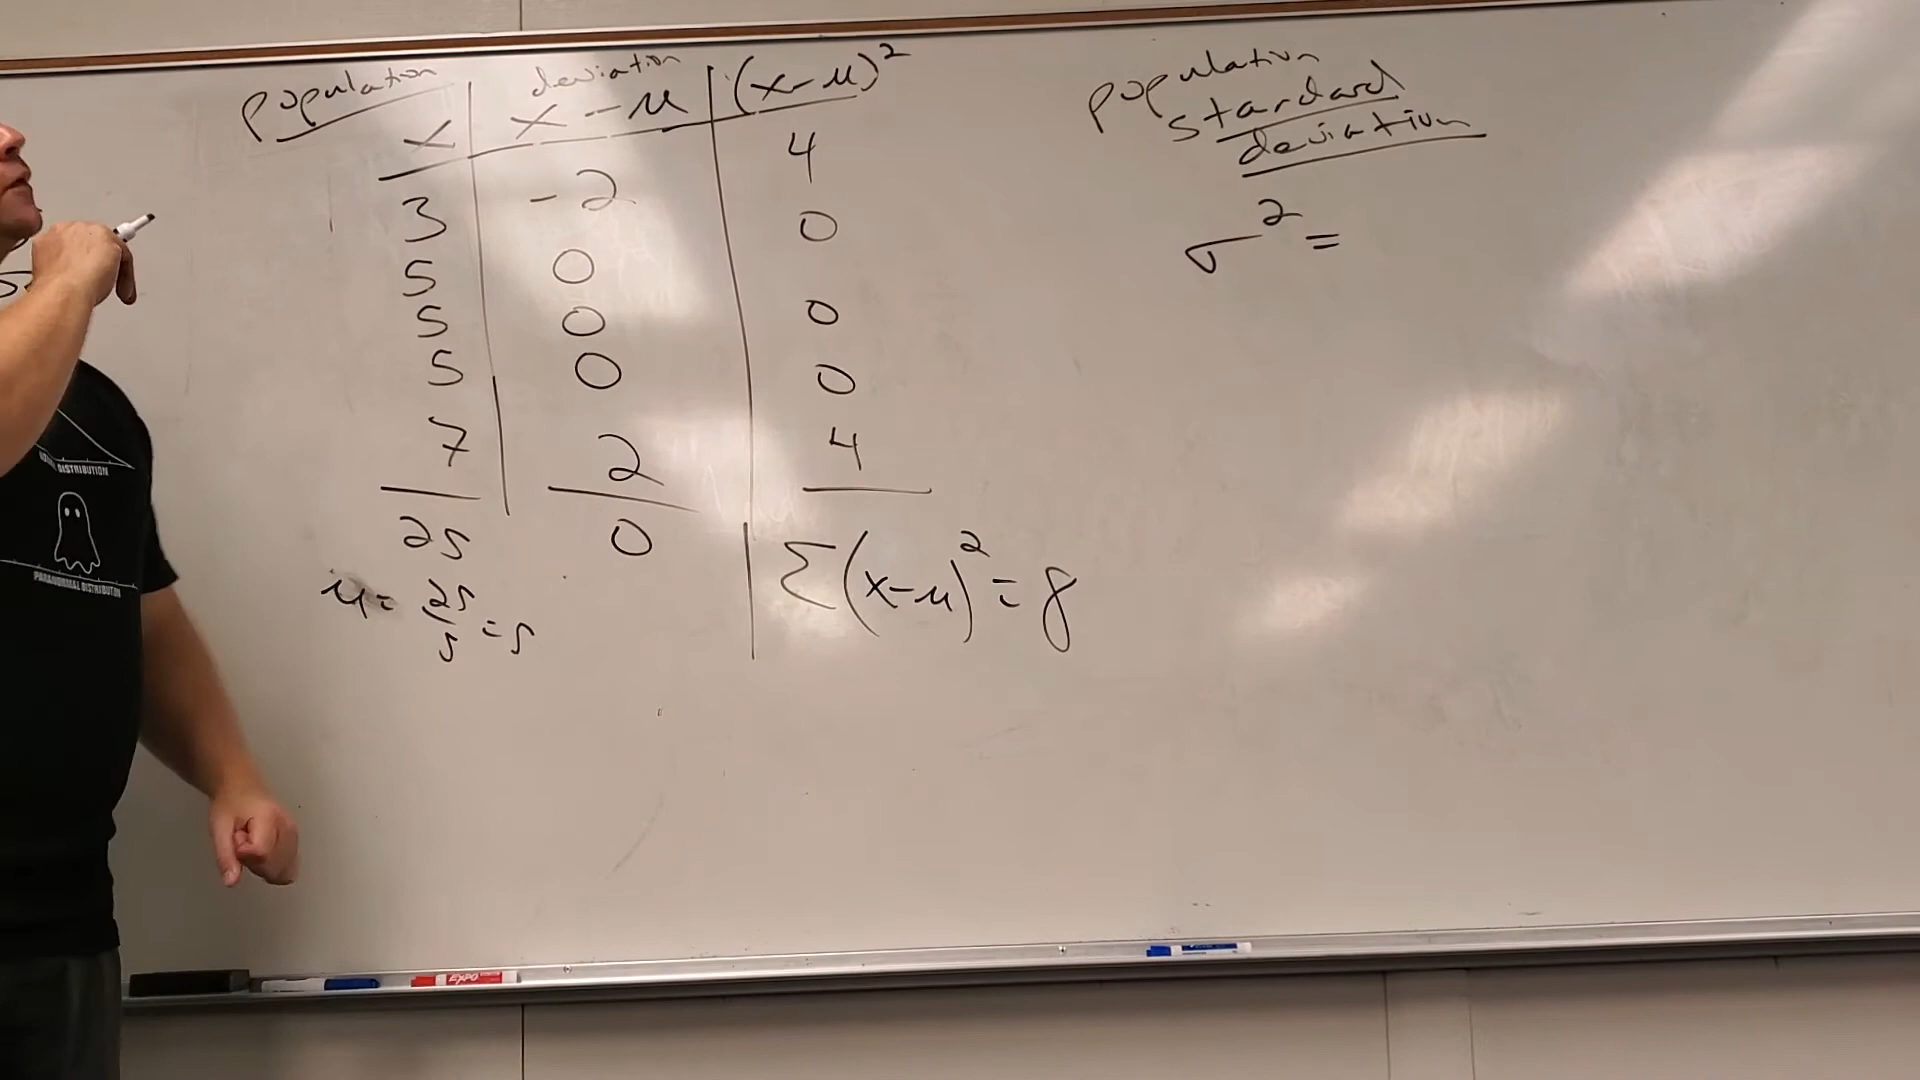 population deviation (x-μ)²
x x-μ
3 -2 4
5 0 0
5 0 0
5 0 0
7 2 4
25 0 Σ(x-μ)² = 8
μ = 25/5 = 5
population
standard
deviation
σ² =
DISTRIBUTION
PARANORMAL DISTRIBUTION
EXPO